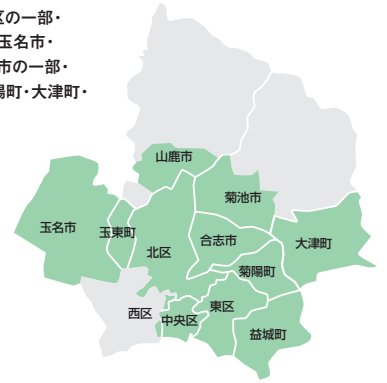 区の一部・
玉名市・
市の一部・
陽町・大津町・
山鹿市
菊池市
玉名市
玉東町
北区
合志市
大津町
菊陽町
西区
中央区
東区
益城町